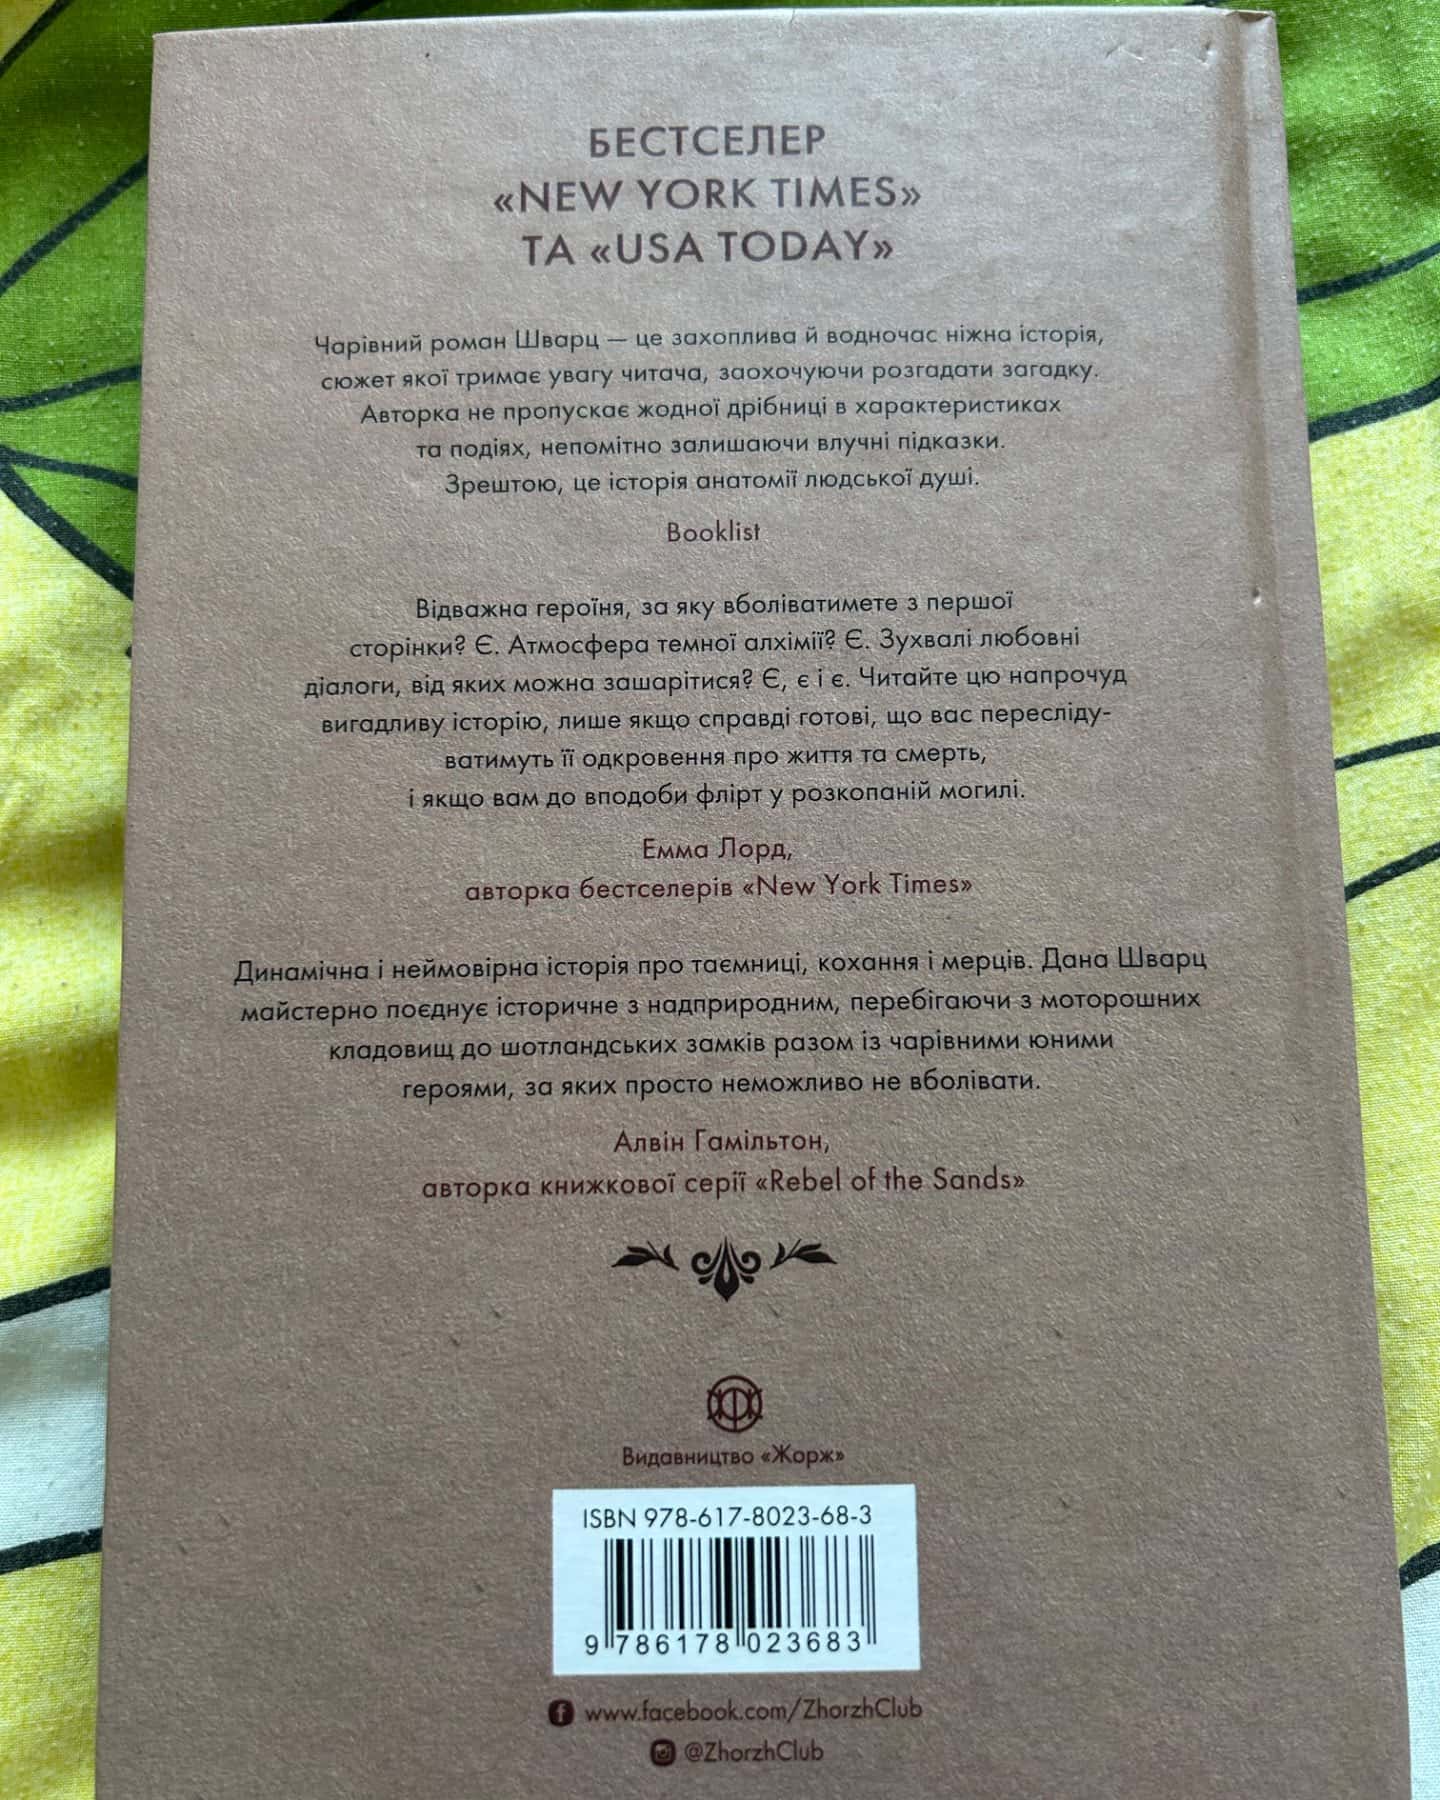 БЕСТСЕЛЕР
«NEW YORK TIMES»
ТА «USA TODAY»
Чарівний роман Шварц — це захоплива й водночас ніжна історія,
сюжет якої тримає увагу читача, заохочуючи розгадати загадку.
Авторка не пропускає жодної дрібниці в характеристиках
та подіях, непомітно залишаючи влучні підказки.
Зрештою, це історія анатомії людської душі.
Booklist
Відважна героїня, за яку вболіватимете з першої
сторінки? Є. Атмосфера темної алхімії? Є. Зухвалі любовні
діалоги, від яких можна зашарітися? Є, є і є. Читайте цю напрочуд
вигадливу історію, лише якщо справді готові, що вас пересліду-
ватимуть її одкровення про життя та смерть,
і якщо вам до вподоби флірт у розкопаній могилі.
Емма Лорд,
авторка бестселерів «New York Times»
Динамічна і неймовірна історія про таємниці, кохання і мерців. Дана Шварц
майстерно поєднує історичне з надприродним, перебігаючи з моторошних
кладовищ до шотландських замків разом із чарівними юними
героями, за яких просто неможливо не вболівати.
Алвін Гамільтон,
авторка книжкової серії «Rebel of the Sands»
Видавництво «Жорж»
ISBN 978-617-8023-68-3
9 786178 023683
www.facebook.com/ZhorzhClub
@ZhorzhClub